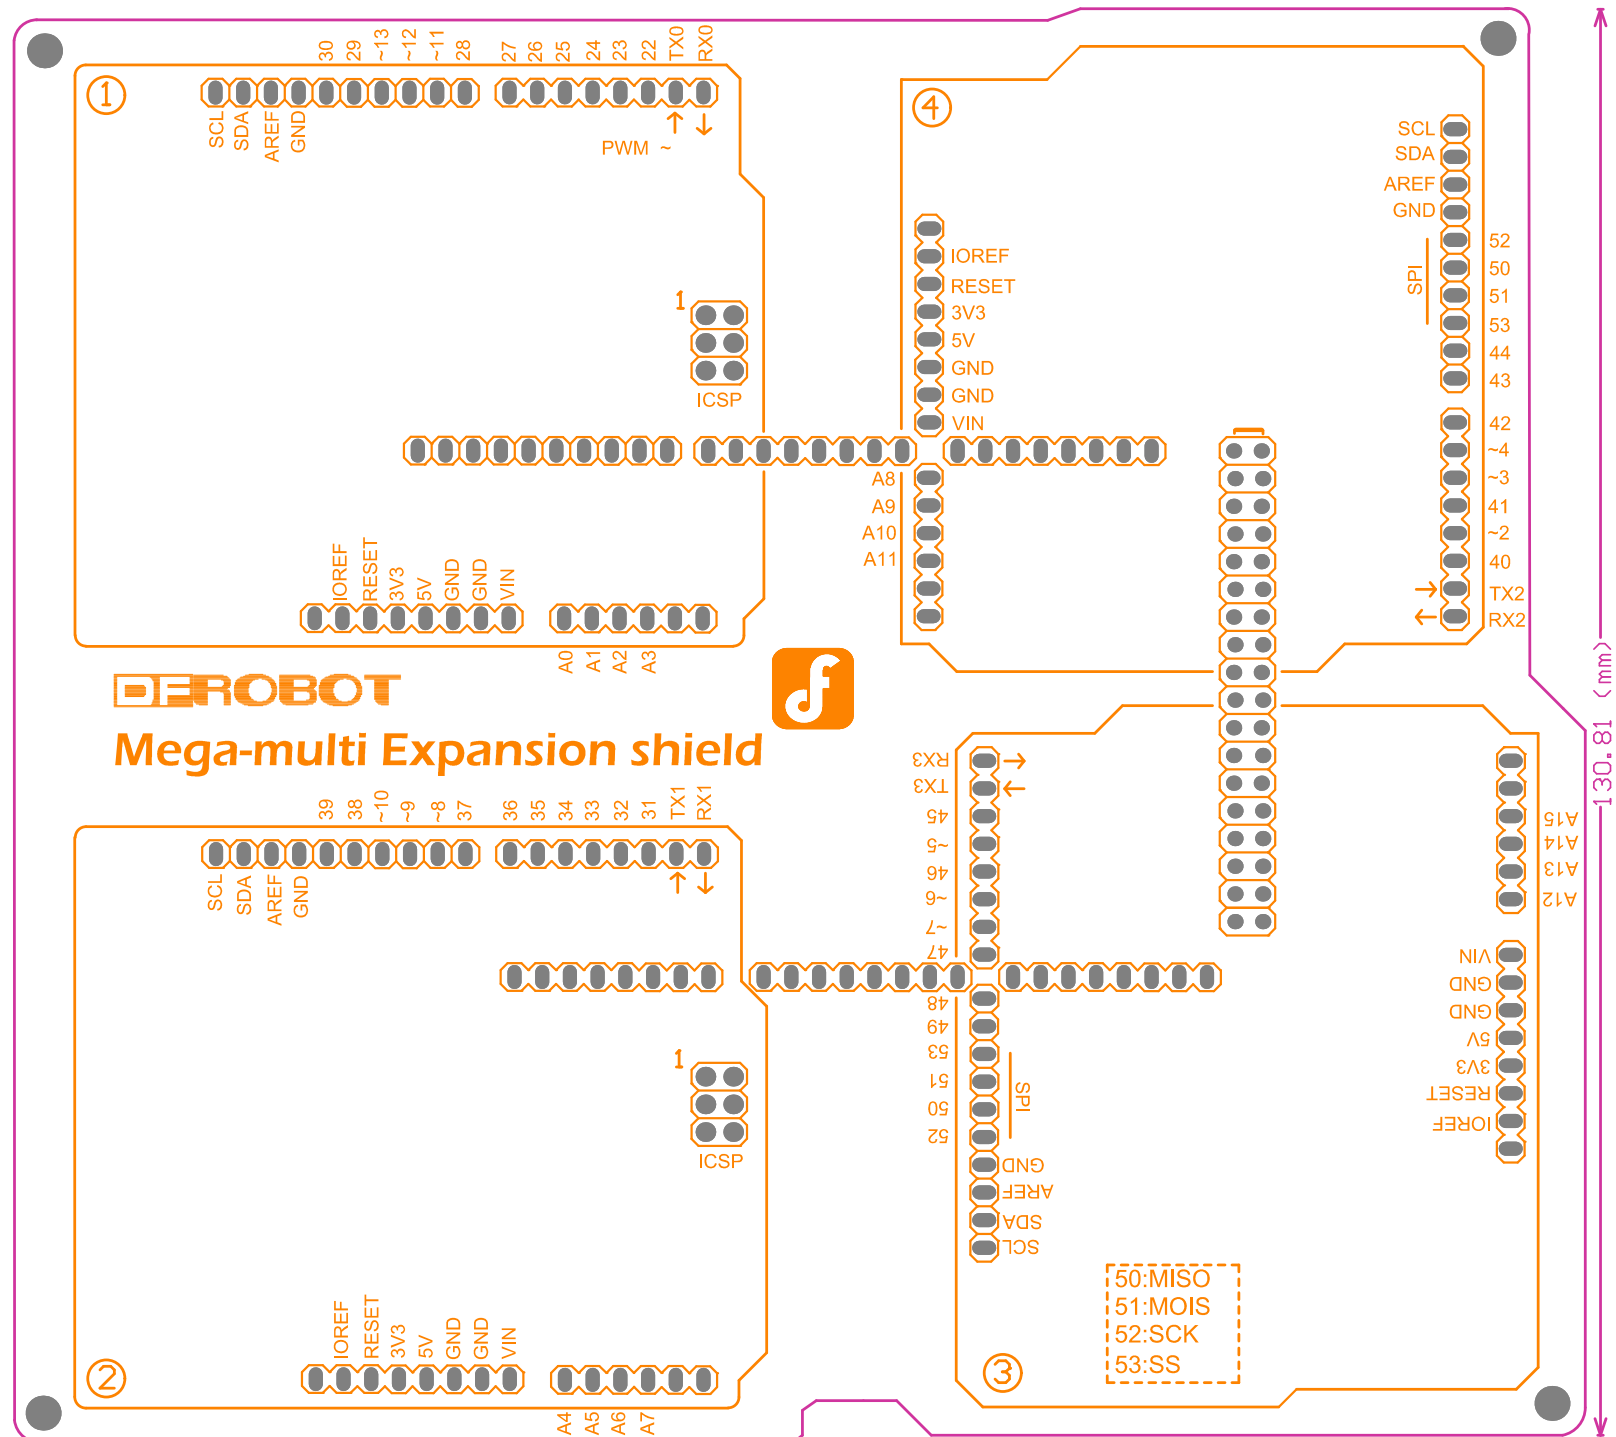 30 29 ~13 ~12 ~11 28 27 26 25 24 23 22 TX0 RX0
1
SCL SDA AREF GND
PWM ~
1
ICSP
IOREF RESET 3V3 5V GND GND VIN
A0 A1 A2 A3
4
SCL
SDA
AREF
GND
SPI
52
50
51
53
44
43
42
~4
~3
41
~2
40
TX2
RX2
IOREF
RESET
3V3
5V
GND
GND
VIN
A8
A9
A10
A11
DFROBOT
Mega-multi Expansion shield
df
130.81 (mm)
39 38 ~10 ~9 ~8 37 36 35 34 33 32 31 TX1 RX1
SCL SDA AREF GND
1
ICSP
IOREF RESET 3V3 5V GND GND VIN
2
A4 A5 A6 A7
RX3
TX3
45
~5
46
~6
~7
47
48
49
53
51
50
52
SPI
GND
AREF
SDA
SCL
A15
A14
A13
A12
VIN
GND
GND
5V
3V3
RESET
IOREF
50:MISO
51:MOIS
52:SCK
53:SS
3